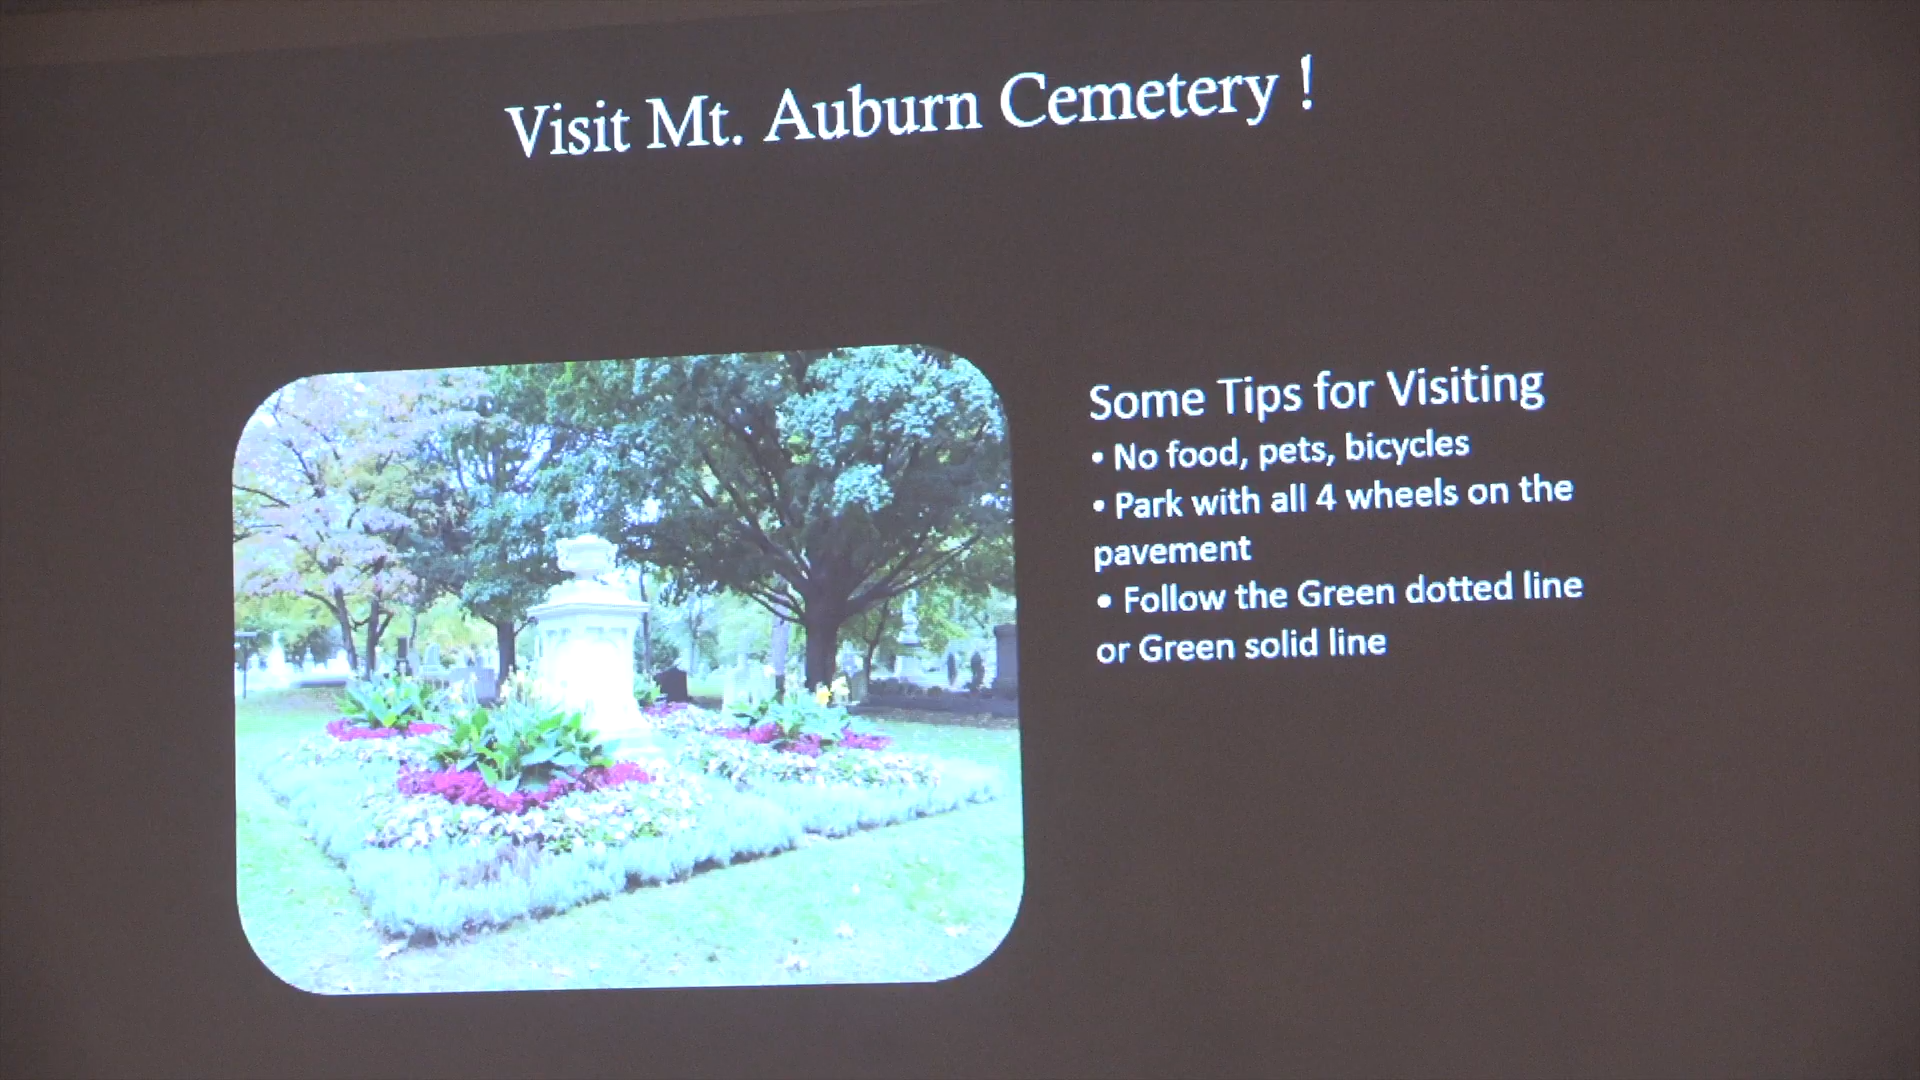 Visit Mt. Auburn Cemetery !
Some Tips for Visiting
• No food, pets, bicycles
• Park with all 4 wheels on the
pavement
• Follow the Green dotted line
or Green solid line